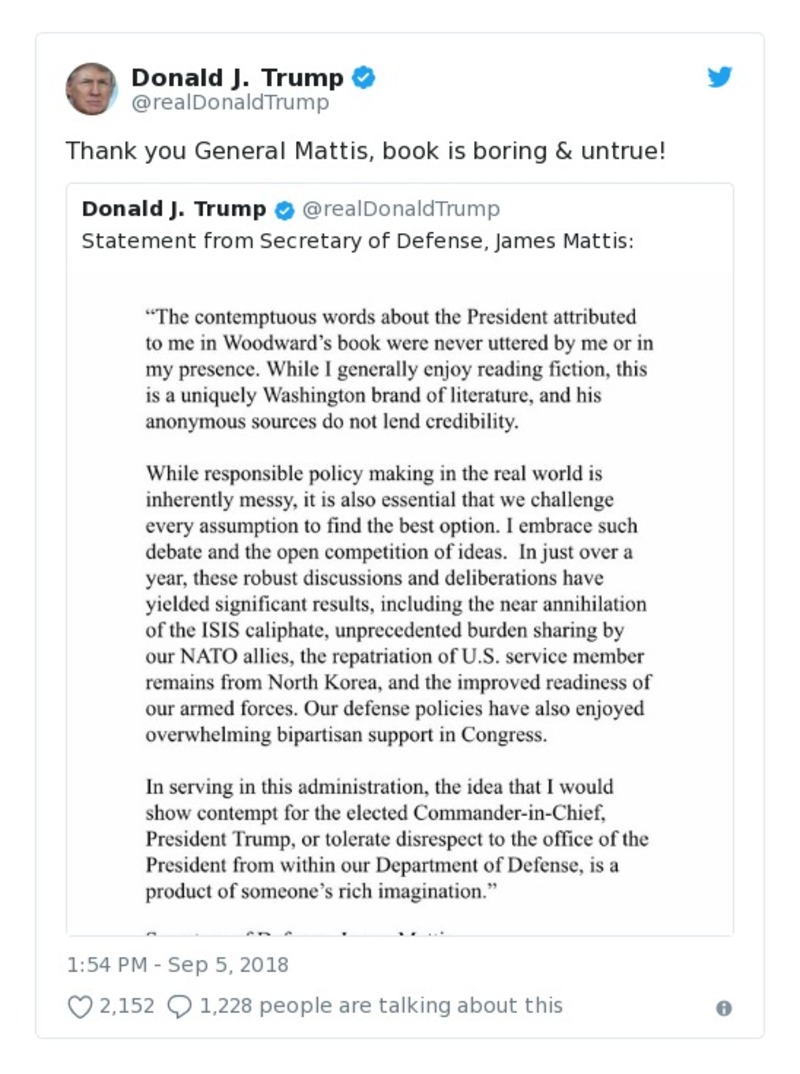 Donald J. Trump
@realDonaldTrump
Thank you General Mattis, book is boring & untrue!
Donald J. Trump @realDonaldTrump
Statement from Secretary of Defense, James Mattis:
“The contemptuous words about the President attributed
to me in Woodward’s book were never uttered by me or in
my presence. While I generally enjoy reading fiction, this
is a uniquely Washington brand of literature, and his
anonymous sources do not lend credibility.
While responsible policy making in the real world is
inherently messy, it is also essential that we challenge
every assumption to find the best option. I embrace such
debate and the open competition of ideas.  In just over a
year, these robust discussions and deliberations have
yielded significant results, including the near annihilation
of the ISIS caliphate, unprecedented burden sharing by
our NATO allies, the repatriation of U.S. service member
remains from North Korea, and the improved readiness of
our armed forces. Our defense policies have also enjoyed
overwhelming bipartisan support in Congress.
In serving in this administration, the idea that I would
show contempt for the elected Commander-in-Chief,
President Trump, or tolerate disrespect to the office of the
President from within our Department of Defense, is a
product of someone’s rich imagination.”
1:54 PM - Sep 5, 2018
2,152 1,228 people are talking about this